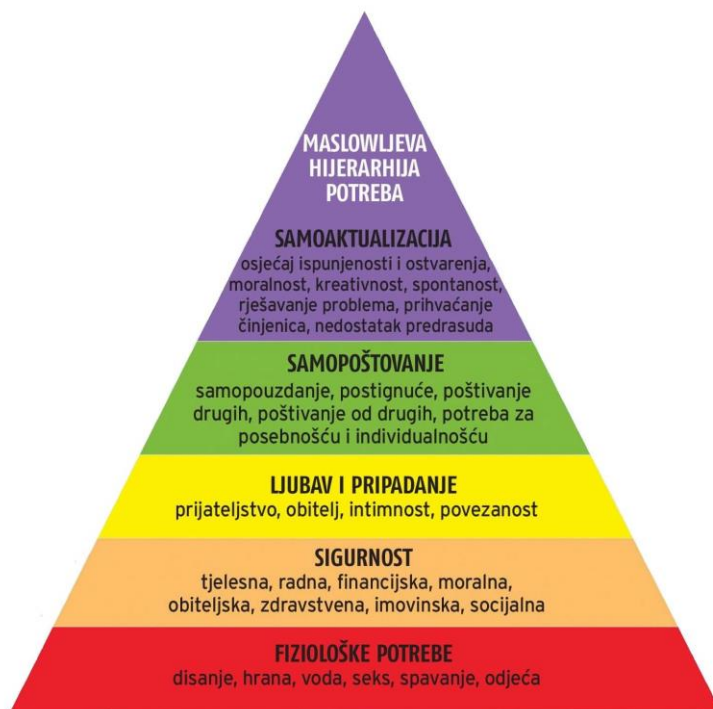 MASLOWLJEVA
HIJERARHIJA
POTREBA
SAMOAKTUALIZACIJA
osjećaj ispunjenosti i ostvarenja,
moralnost, kreativnost, spontanost,
rješavanje problema, prihvaćanje
činjenica, nedostatak predrasuda
SAMOPOŠTOVANJE
samopouzdanje, postignuće, poštivanje
drugih, poštivanje od drugih, potreba za
posebnošću i individualnošću
LJUBAV I PRIPADANJE
prijateljstvo, obitelj, intimnost, povezanost
SIGURNOST
tjelesna, radna, financijska, moralna,
obiteljska, zdravstvena, imovinska, socijalna
FIZIOLOŠKE POTREBE
disanje, hrana, voda, seks, spavanje, odjeća